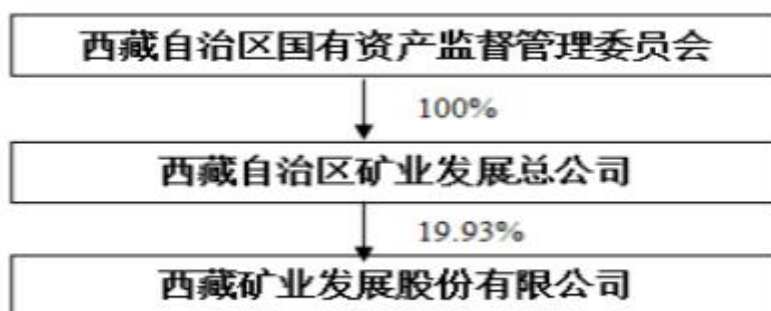 西藏自治区国有资产监督管理委员会
100%
西藏自治区矿业发展总公司
19.93%
西藏矿业发展股份有限公司